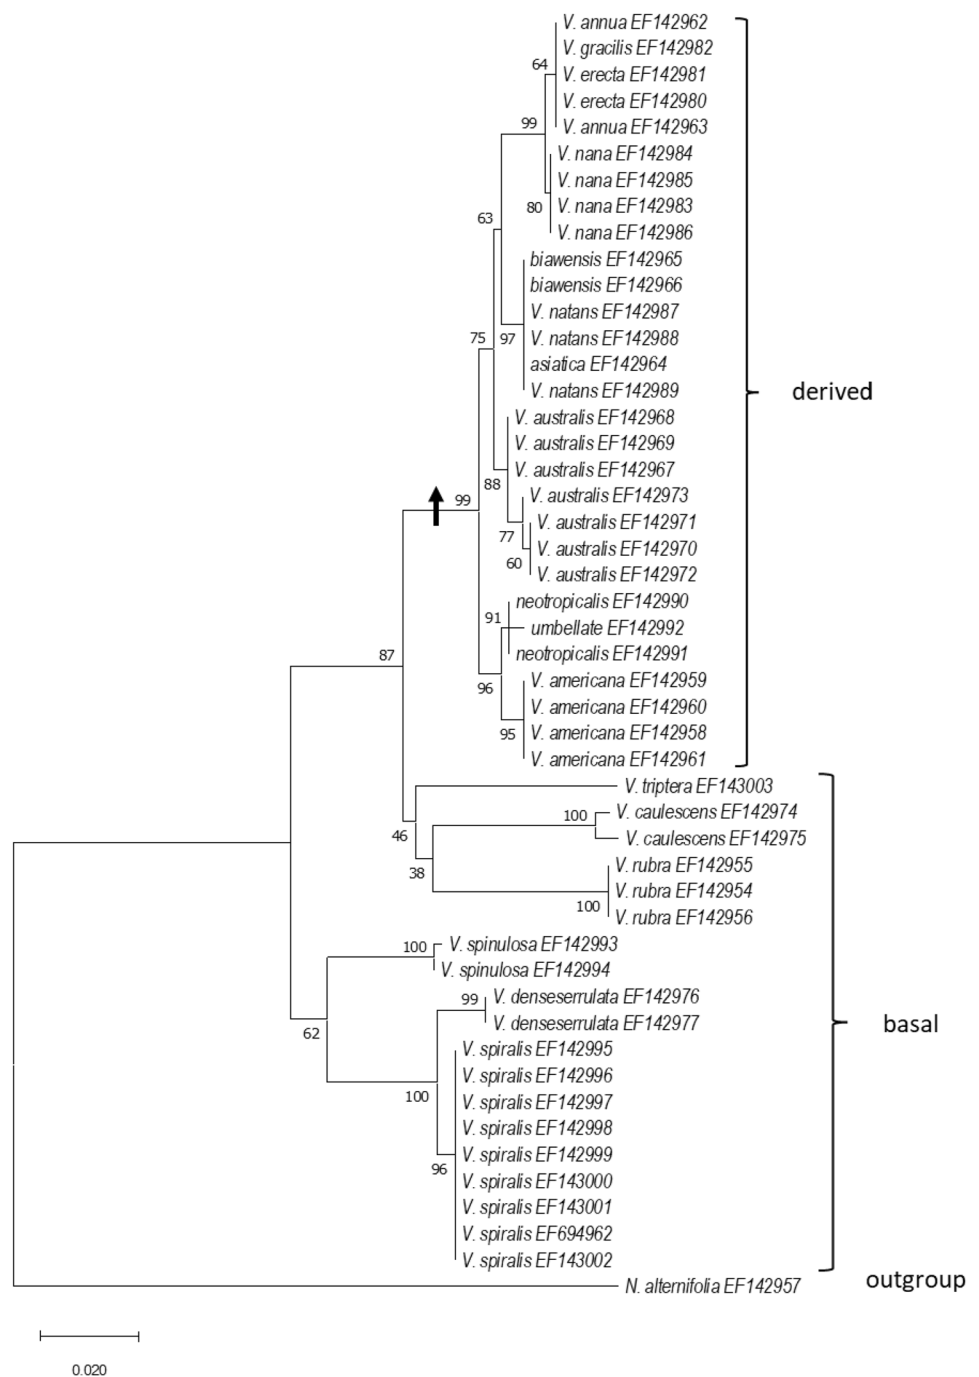 V. annua EF142962
V. gracilis EF142982
64
V. erecta EF142981
V. erecta EF142980
99
V. annua EF142963
V. nana EF142984
V. nana EF142985
80
V. nana EF142983
63
V. nana EF142986
biawensis EF142965
biawensis EF142966
V. natans EF142987
75
97
V. natans EF142988
asiatica EF142964
V. natans EF142989
derived
V. australis EF142968
V. australis EF142969
V. australis EF142967
88
V. australis EF142973
99
V. australis EF142971
77
V. australis EF142970
60
V. australis EF142972
neotropicalis EF142990
91
umbellate EF142992
neotropicalis EF142991
87
V. americana EF142959
96
V. americana EF142960
V. americana EF142958
95
V. americana EF142961
V. triptera EF143003
V. caulescens EF142974
100
46
V. caulescens EF142975
V. rubra EF142955
38
V. rubra EF142954
100
V. rubra EF142956
V. spinulosa EF142993
100
V. spinulosa EF142994
V. denseserrulata EF142976
99
V. denseserrulata EF142977
basal
62
V. spiralis EF142995
V. spiralis EF142996
100
V. spiralis EF142997
V. spiralis EF142998
V. spiralis EF142999
96
V. spiralis EF143000
V. spiralis EF143001
V. spiralis EF694962
V. spiralis EF143002
outgroup
N. alternifolia EF142957
0.020